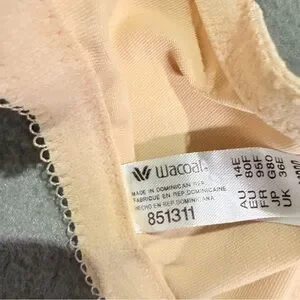 Wacoal
MADE IN DOMINICAN REP.
FABRIQUE EN REP. DOMINICAINE
HECHO EN REP. DOMINICANA
851311
AU 14E
EU 80F
FR 95F
JP G80
UK 36E